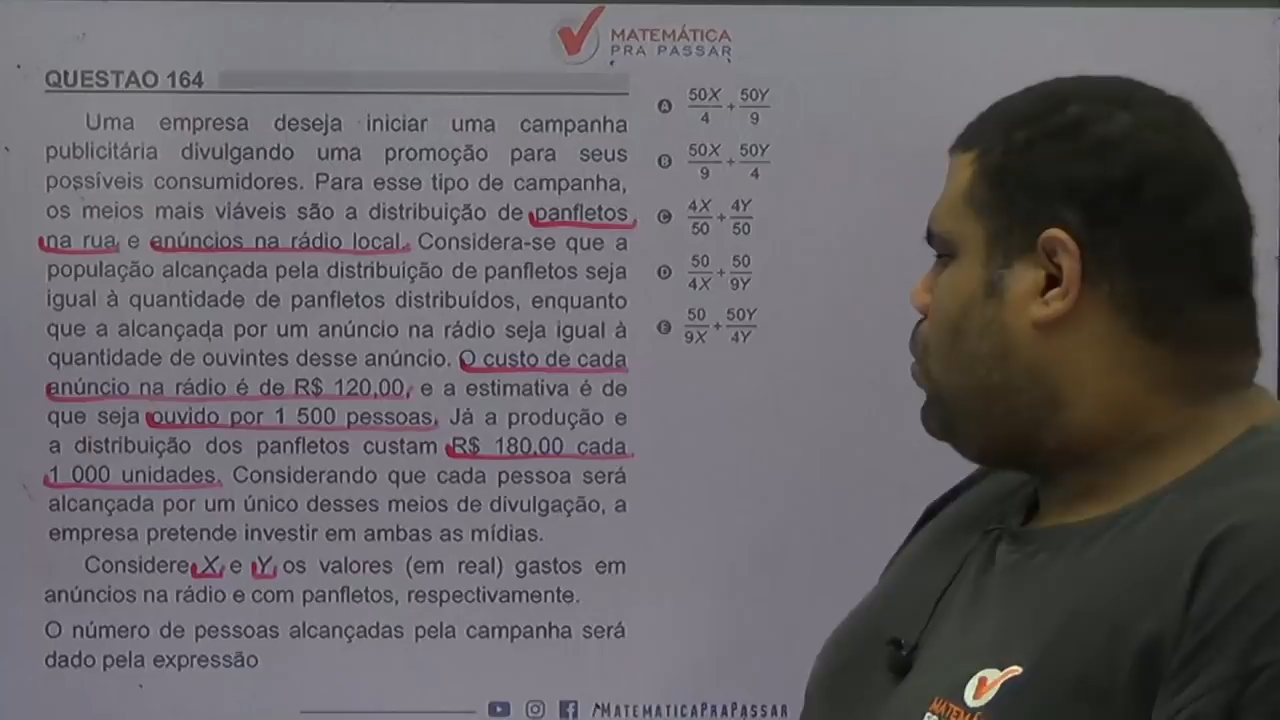 MATEMÁTICA
PRA PASSAR
QUESTAO 164
Uma empresa deseja iniciar uma campanha
publicitária divulgando uma promoção para seus
possíveis consumidores. Para esse tipo de campanha,
os meios mais viáveis são a distribuição de panfletos
na rua e anúncios na rádio local. Considera-se que a
população alcançada pela distribuição de panfletos seja
igual à quantidade de panfletos distribuídos, enquanto
que a alcançada por um anúncio na rádio seja igual à
quantidade de ouvintes desse anúncio. O custo de cada
anúncio na rádio é de R$ 120,00, e a estimativa é de
que seja ouvido por 1 500 pessoas. Já a produção e
a distribuição dos panfletos custam R$ 180,00 cada
1 000 unidades. Considerando que cada pessoa será
alcançada por um único desses meios de divulgação, a
empresa pretende investir em ambas as mídias.
Considere X e Y os valores (em real) gastos em
anúncios na rádio e com panfletos, respectivamente.
O número de pessoas alcançadas pela campanha será
dado pela expressão
A 50X/4 + 50Y/9
B 50X/9 + 50Y/4
C 4X/50 + 4Y/50
D 50/4X + 50/9Y
E 50/9X + 50Y/4Y
/MATEMATICAPRAPASSAR